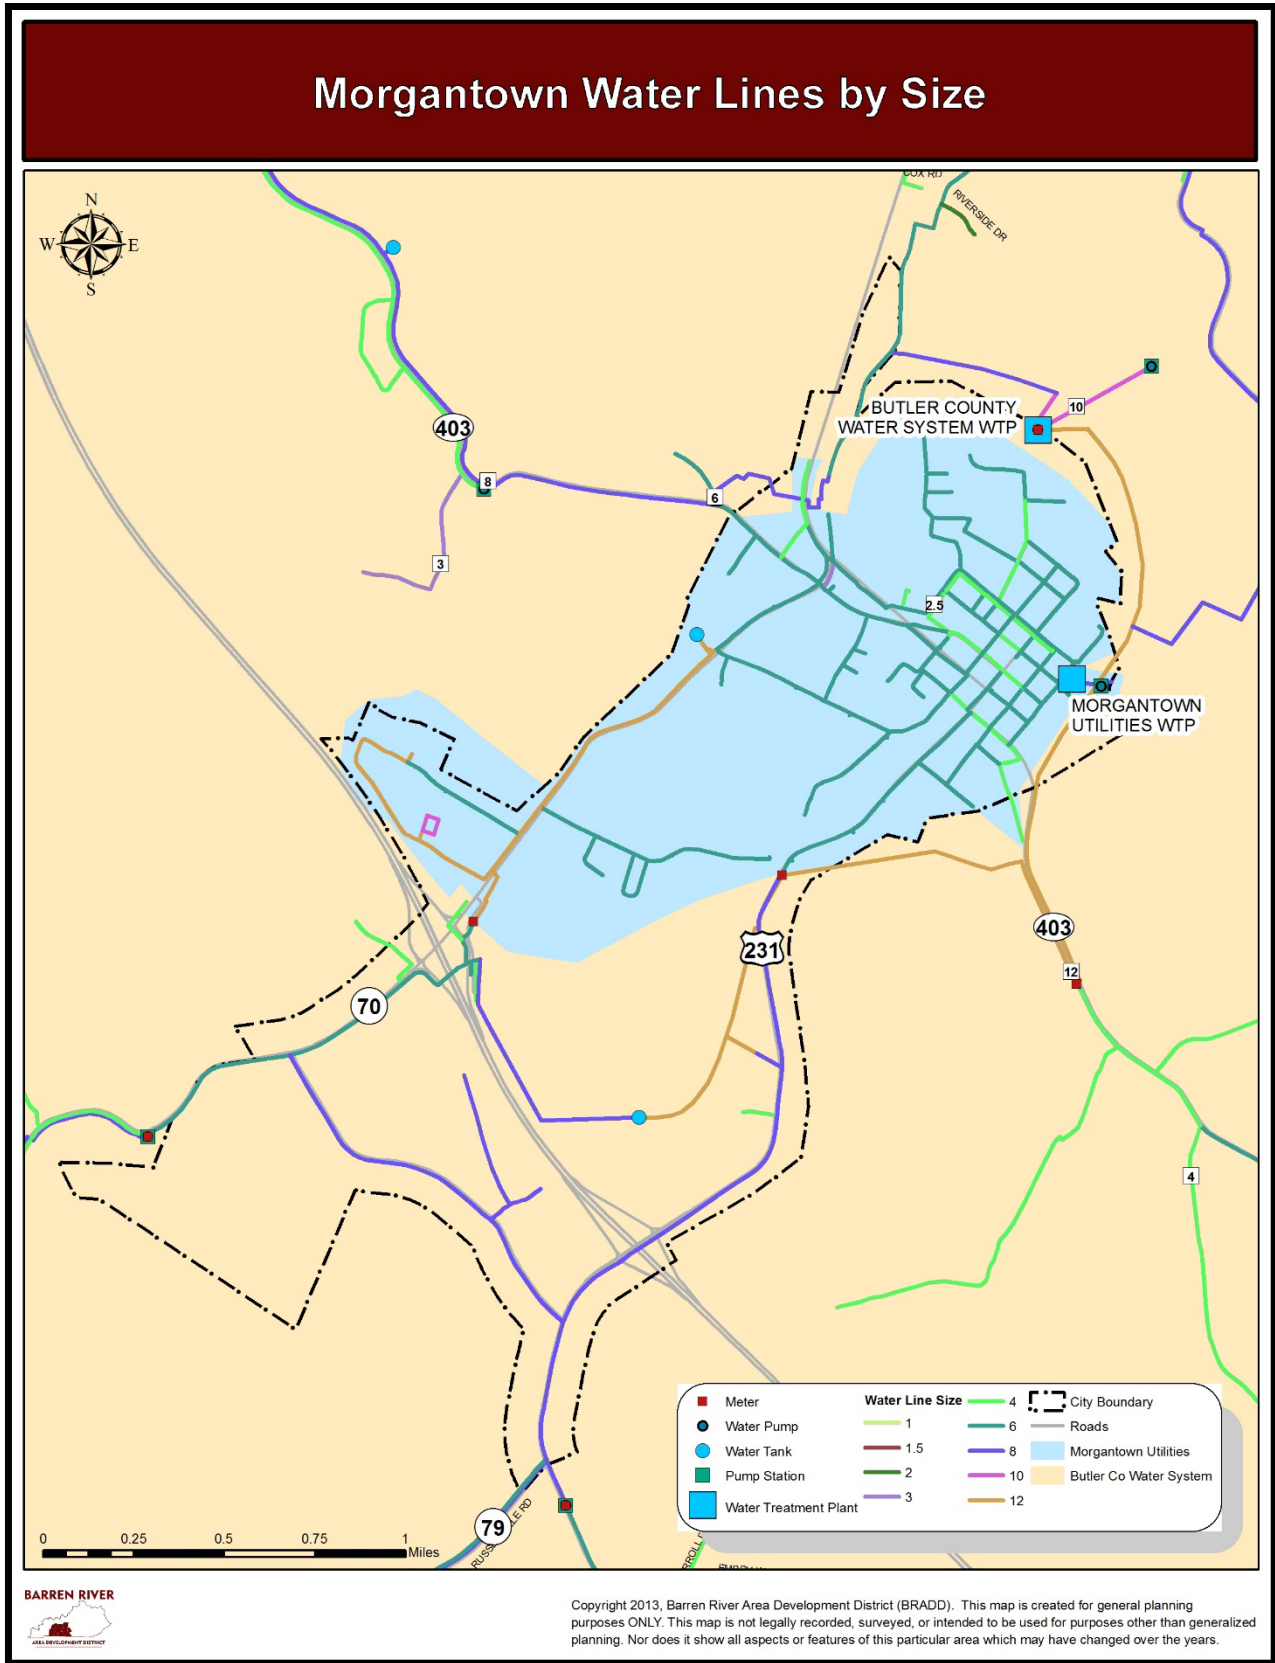 Morgantown Water Lines by Size
N
W
E
S
COX RD
RIVERSIDE DR
BUTLER COUNTY
WATER SYSTEM WTP
10
403
8
6
3
2.5
MORGANTOWN
UTILITIES WTP
231
403
12
70
4
79
Meter
Water Pump
Water Tank
Pump Station
Water Treatment Plant
Water Line Size
1
1.5
2
3
4
6
8
10
12
City Boundary
Roads
Morgantown Utilities
Butler Co Water System
0 0.25 0.5 0.75 1
Miles
BARREN RIVER
AREA DEVELOPMENT DISTRICT
Copyright 2013, Barren River Area Development District (BRADD). This map is created for general planning
purposes ONLY. This map is not legally recorded, surveyed, or intended to be used for purposes other than generalized
planning. Nor does it show all aspects or features of this particular area which may have changed over the years.